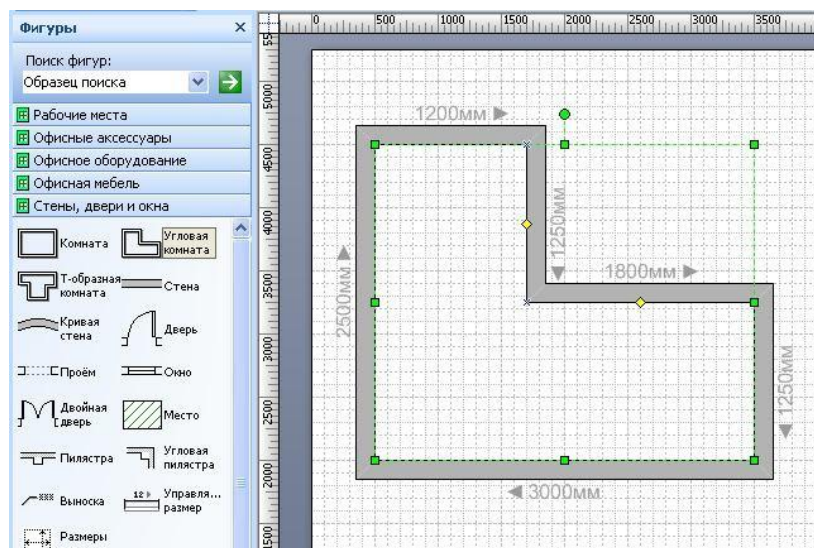 Фигуры
Поиск фигур:
Образец поиска
Рабочие места
Офисные аксессуары
Офисное оборудование
Офисная мебель
Стены, двери и окна
Комната
Угловая
комната
Т-образная
комната
Стена
Кривая
стена
Дверь
Проём
Окно
Двойная
дверь
Место
Пилястра
Угловая
пилястра
Выноска
Управля...
размер
Размеры
0 500 1000 1500 2000 2500 3000 3500
5000
4500
4000
3500
3000
2500
2000
1500
1200мм
1250мм
1800мм
2500мм
1250мм
3000мм